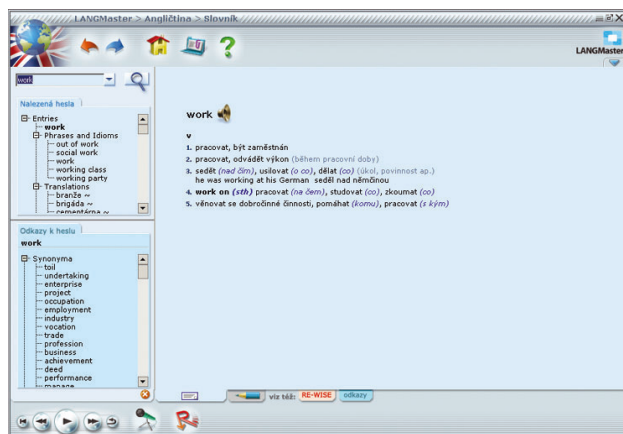 LANGMaster > Angličtina > Slovník
LANGMaster
work
Nalezená hesla
Entries
work
Phrases and Idioms
out of work
social work
work
working class
working party
Translations
branže ~
brigáda ~
cementárna ~
Odkazy k heslu
work
Synonyma
toil
undertaking
enterprise
project
occupation
employment
industry
vocation
trade
profession
business
achievement
deed
performance
manage
work
v
1. pracovat, být zaměstnán
2. pracovat, odvádět výkon (během pracovní doby)
3. sedět (nad čím), usilovat (o co), dělat (co) (úkol, povinnost ap.)
he was working at his German seděl nad němčinou
4. work on (sth) pracovat (na čem), studovat (co), zkoumat (co)
5. věnovat se dobročinné činnosti, pomáhat (komu), pracovat (s kým)
viz též: RE-WISE odkazy